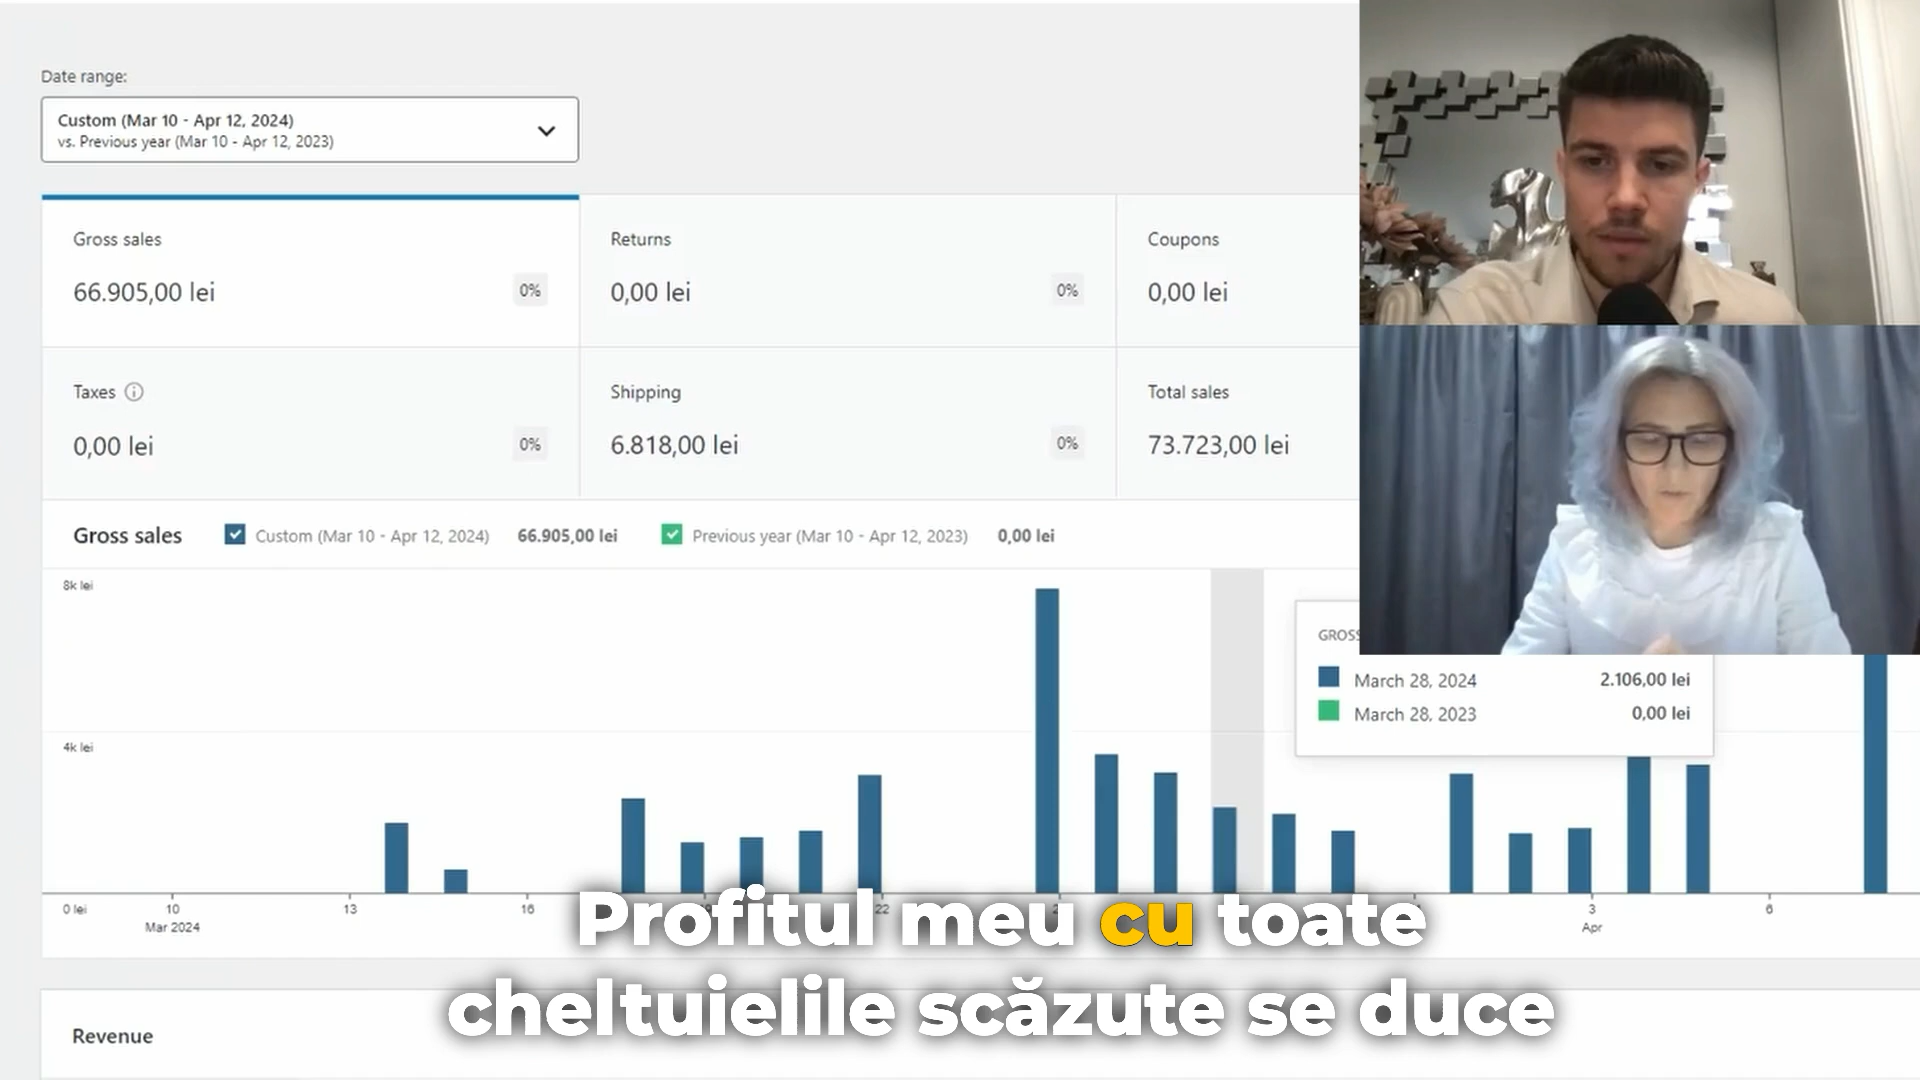 Date range:
Custom (Mar 10 - Apr 12, 2024)
vs. Previous year (Mar 10 - Apr 12, 2023)
Gross sales
66.905,00 lei
0%
Returns
0,00 lei
0%
Coupons
0,00 lei
Taxes
0,00 lei
0%
Shipping
6.818,00 lei
0%
Total sales
73.723,00 lei
Gross sales
Custom (Mar 10 - Apr 12, 2024) 66.905,00 lei
Previous year (Mar 10 - Apr 12, 2023) 0,00 lei
8k lei
4k lei
0 lei
March 28, 2024 2.106,00 lei
March 28, 2023 0,00 lei
10
Mar 2024
13
16
22
3
Apr
6
Profitul meu cu toate
cheltuielile scăzute se duce
Revenue